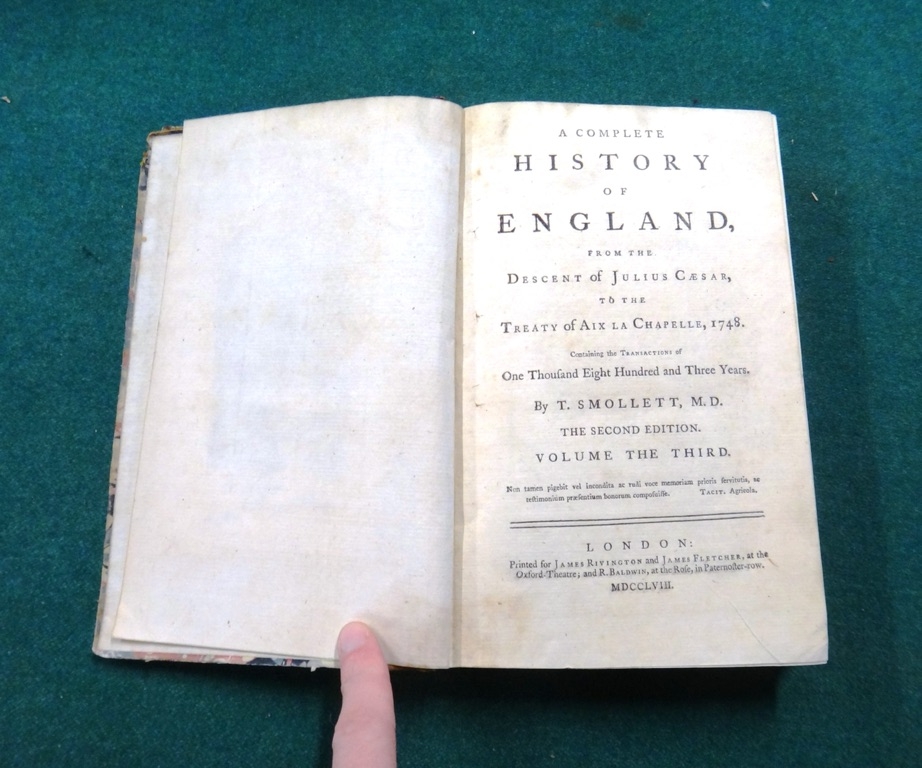 A COMPLETE
HISTORY
OF
ENGLAND,
FROM THE
DESCENT of JULIUS CÆSAR,
TO THE
TREATY of AIX LA CHAPELLE, 1748.
Containing the TRANSACTIONS of
One Thouſand Eight Hundred and Three Years.
By T. SMOLLETT, M.D.
THE SECOND EDITION.
VOLUME THE THIRD.
Non tamen pigebit vel incondita ac rudi voce memoriam prioris ſervitutis, ac
teſtimonium præſentium bonorum compoſuiſſe. TACIT. Agricola.
LONDON:
Printed for JAMES RIVINGTON and JAMES FLETCHER, at the
Oxford-Theatre; and R. BALDWIN, at the Roſe, in Paternoſter-row.
MDCCLVIII.